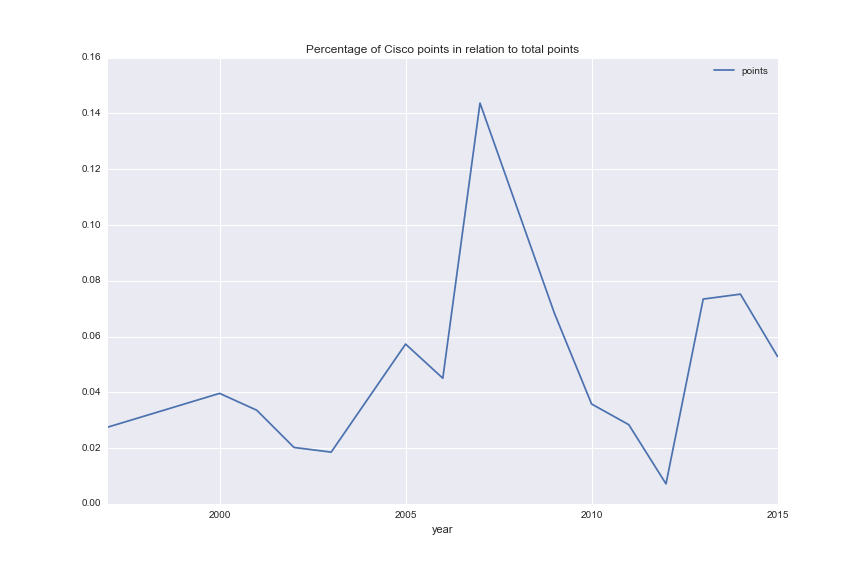 Percentage of Cisco points in relation to total points
0.16
points
0.14
0.12
0.10
0.08
0.06
0.04
0.02
0.00
2000 2005 2010 2015
year